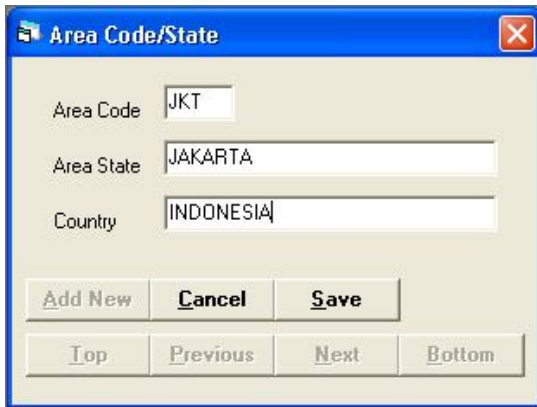 Area Code/State
Area Code JKT
Area State JAKARTA
Country INDONESIA
Add New Cancel Save
Top Previous Next Bottom